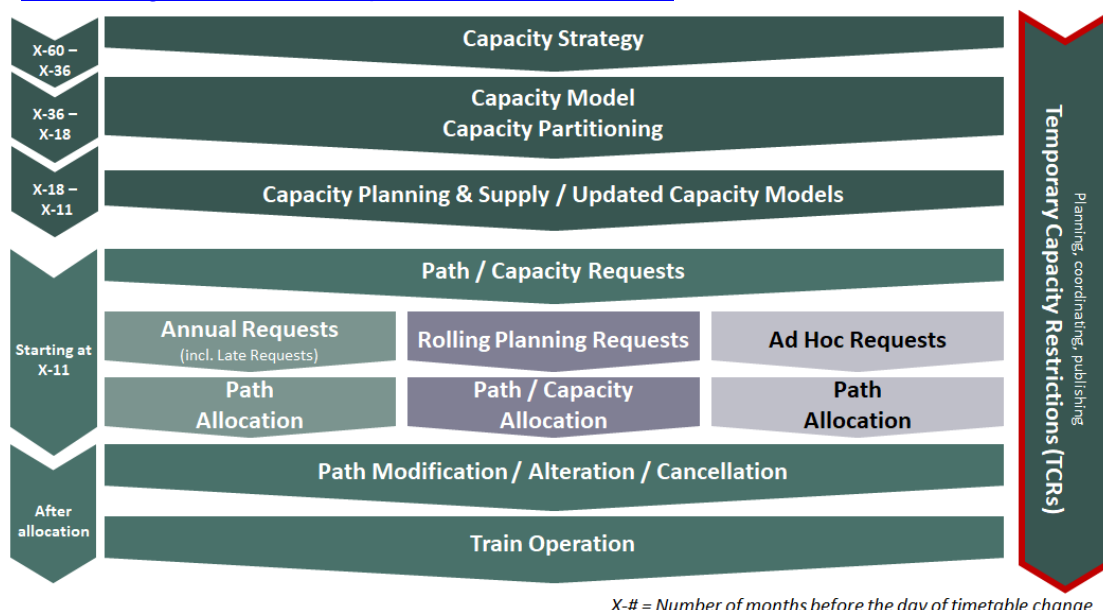 X-60 –
X-36
Capacity Strategy
X-36 –
X-18
Capacity Model
Capacity Partitioning
X-18 –
X-11
Capacity Planning & Supply / Updated Capacity Models
Starting at
X-11
Path / Capacity Requests
Annual Requests
(incl. Late Requests)
Rolling Planning Requests
Ad Hoc Requests
Path
Allocation
Path / Capacity
Allocation
Path
Allocation
After
allocation
Path Modification / Alteration / Cancellation
Train Operation
Temporary Capacity Restrictions (TCRs)
Planning, coordinating, publishing
X-# = Number of months before the day of timetable change